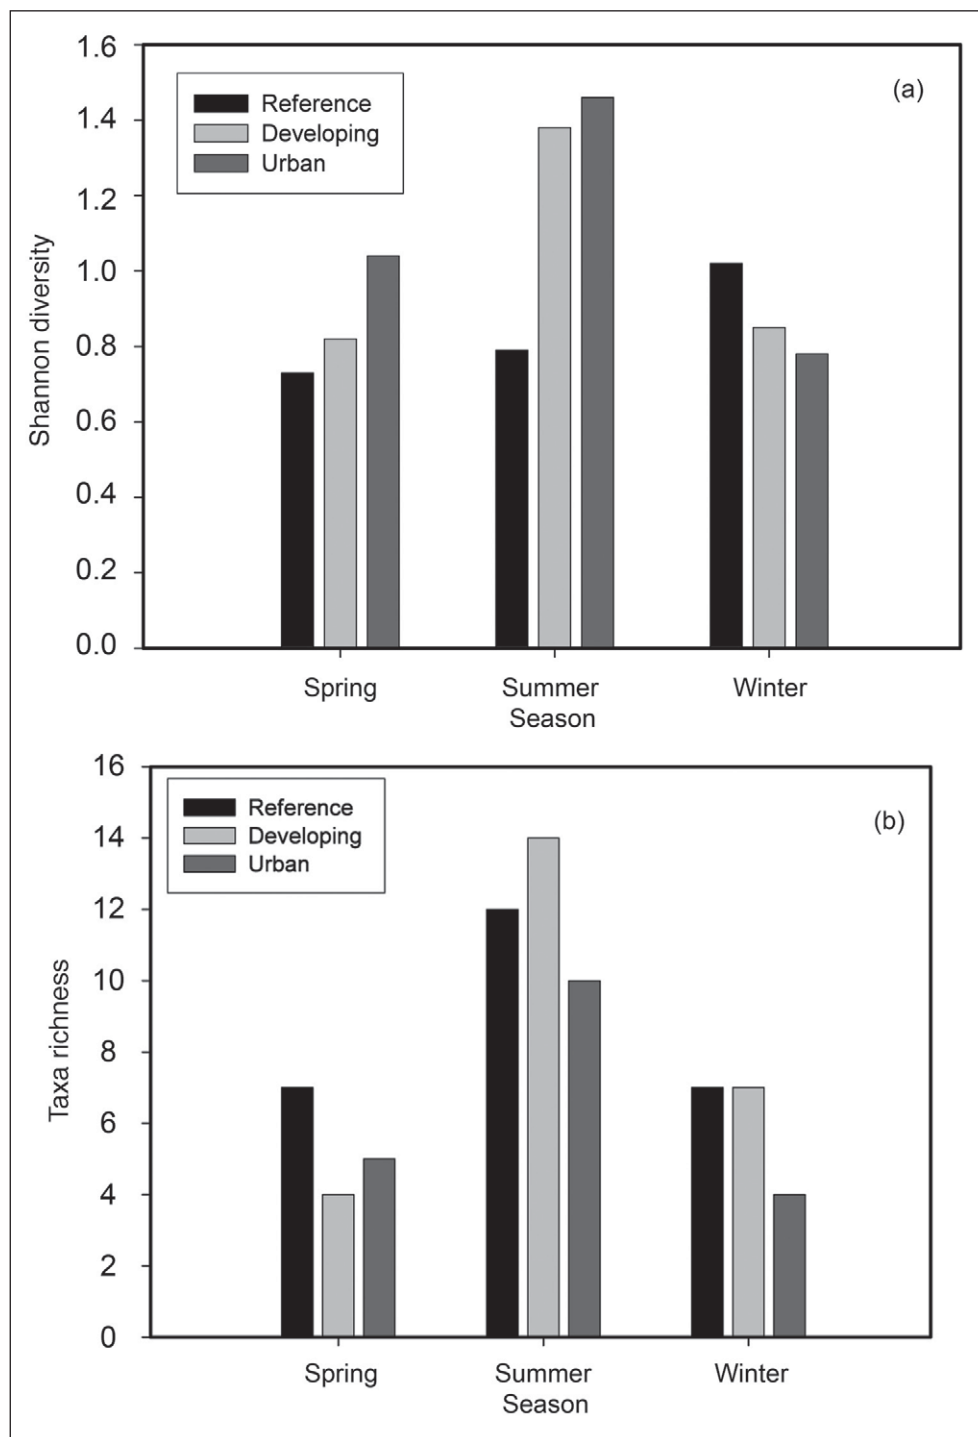 1.6
1.4
1.2
1.0
0.8
0.6
0.4
0.2
0.0
Shannon diversity
Reference
Developing
Urban
(a)
Spring
Summer
Winter
Season
16
14
12
10
8
6
4
2
0
Taxa richness
Reference
Developing
Urban
(b)
Spring
Summer
Winter
Season